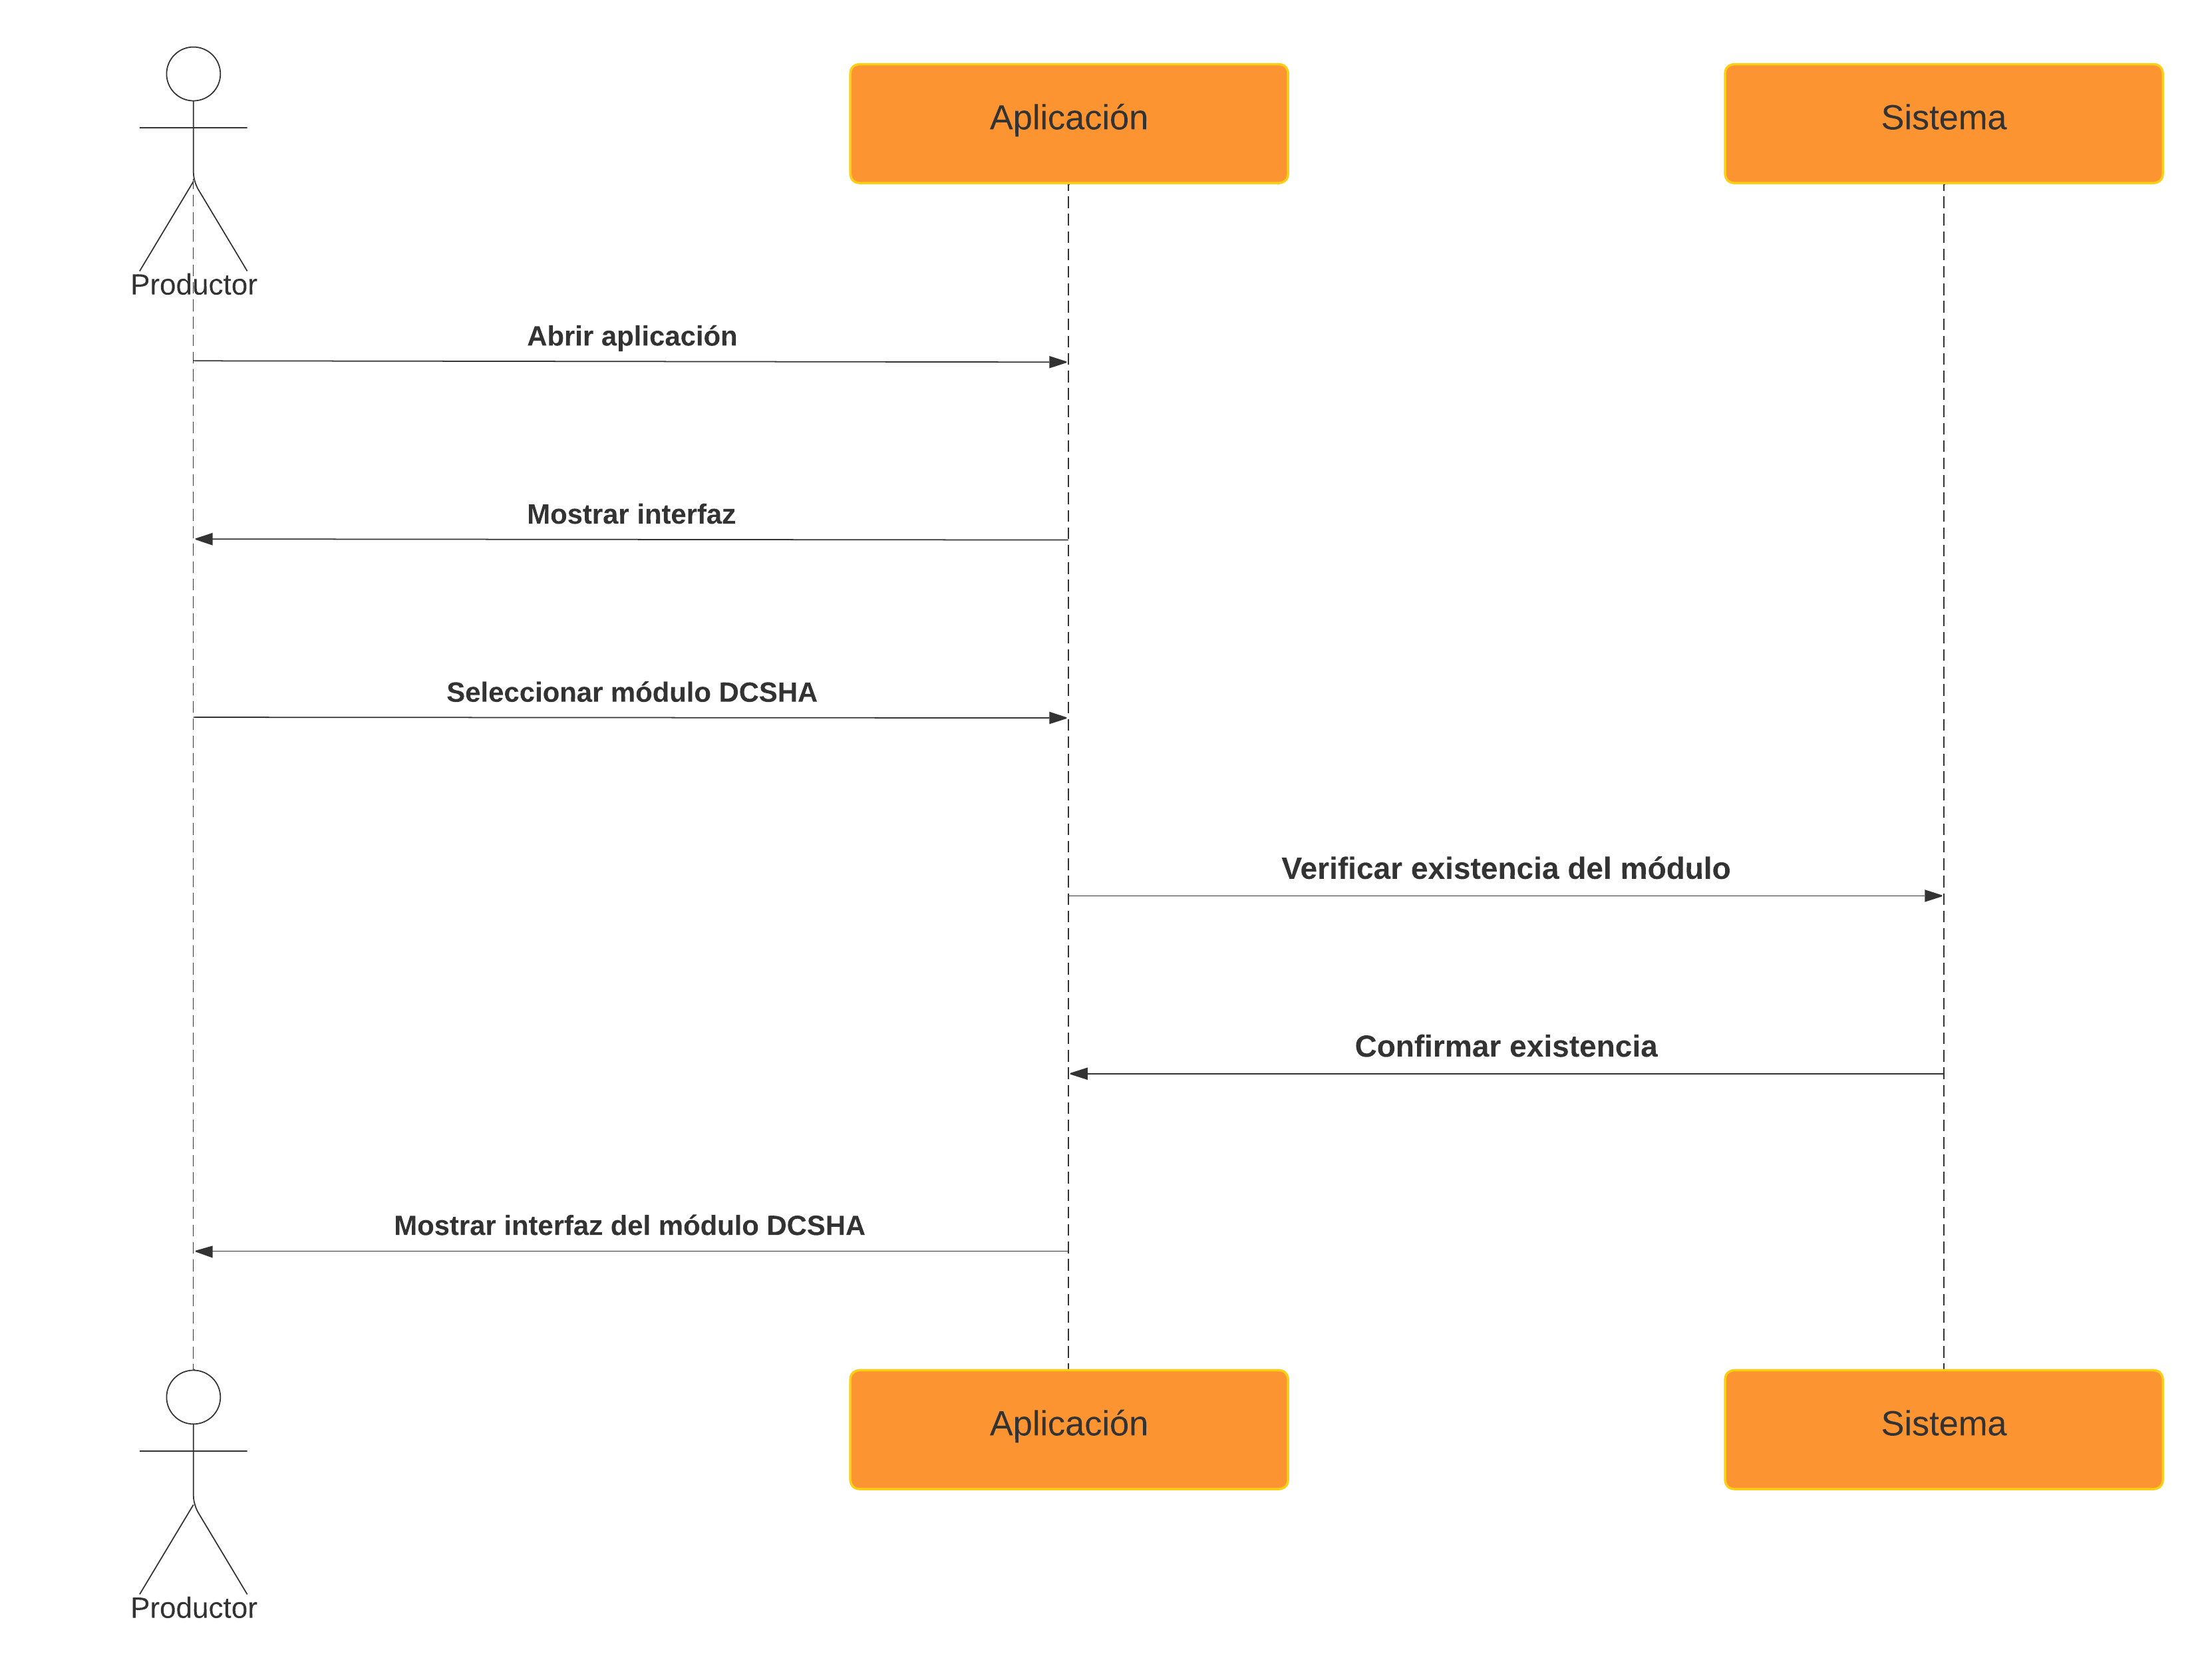 Aplicación
Sistema
Productor
Abrir aplicación
Mostrar interfaz
Seleccionar módulo DCSHA
Verificar existencia del módulo
Confirmar existencia
Mostrar interfaz del módulo DCSHA
Aplicación
Sistema
Productor